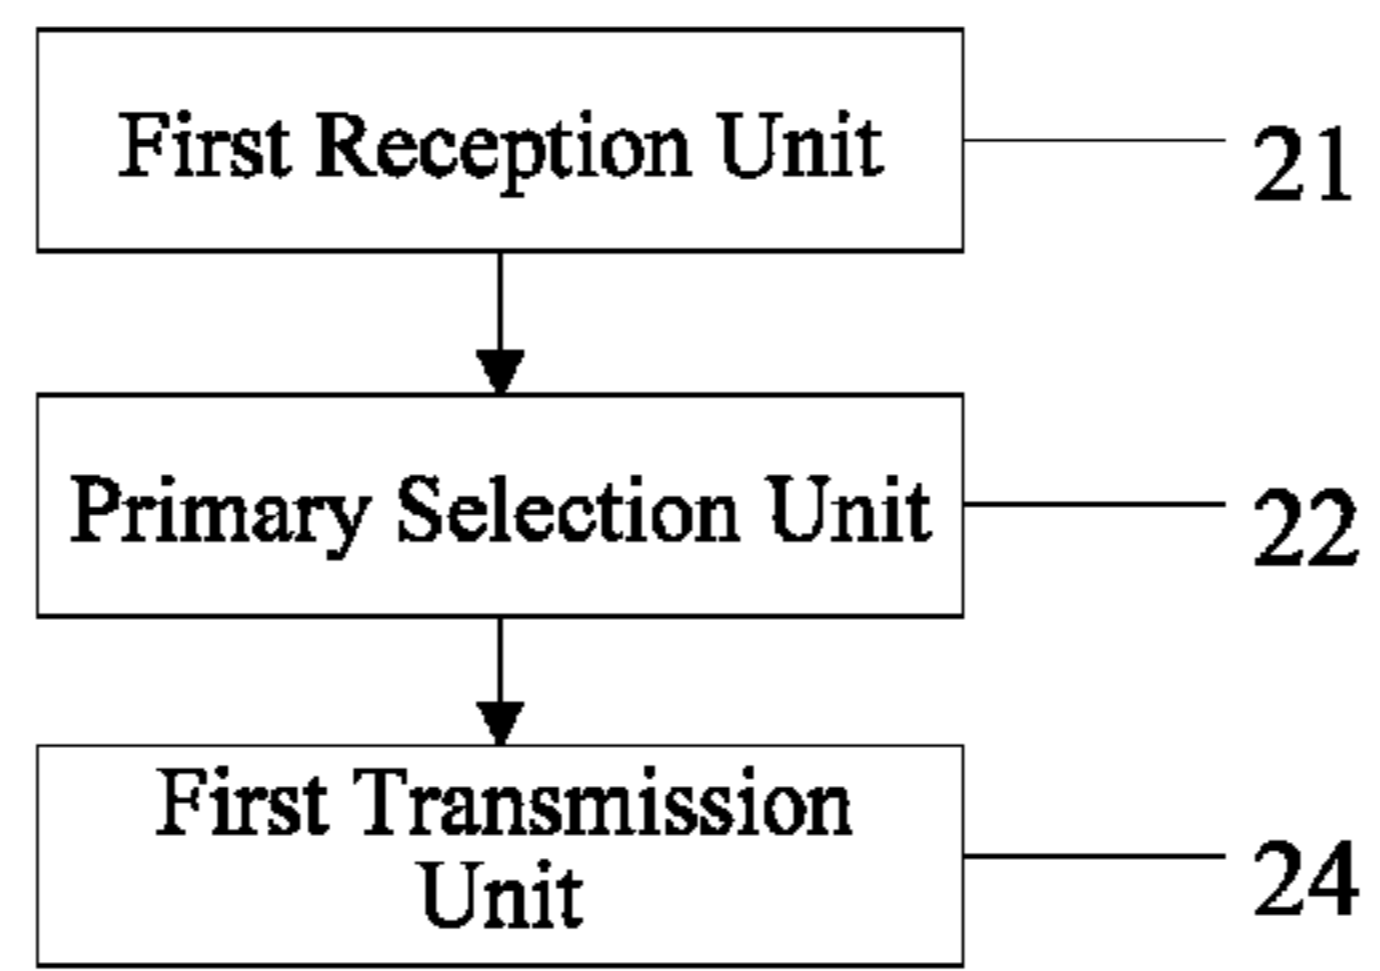 First Reception Unit
21
Primary Selection Unit
22
First Transmission
Unit
24